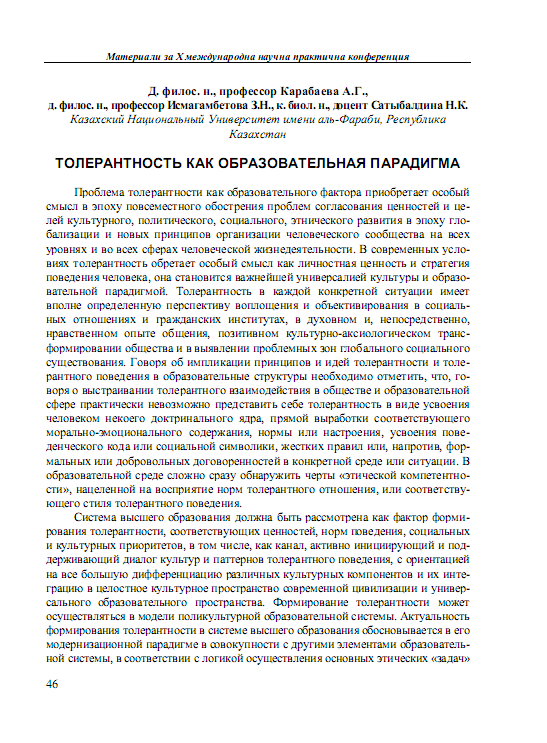 Материали за X международна научна практична конференция
Д. филос. н., профессор Карабаева А.Г.,
д. филос. н., профессор Исмагамбетова З.Н., к. биол. н., доцент Сатыбалдина Н.К.
Казахский Национальный Университет имени аль-Фараби, Республика
Казахстан
ТОЛЕРАНТНОСТЬ КАК ОБРАЗОВАТЕЛЬНАЯ ПАРАДИГМА
Проблема толерантности как образовательного фактора приобретает особый
смысл в эпоху повсеместного обострения проблем согласования ценностей и це-
лей культурного, политического, социального, этнического развития в эпоху гло-
бализации и новых принципов организации человеческого сообщества на всех
уровнях и во всех сферах человеческой жизнедеятельности. В современных усло-
виях толерантность обретает особый смысл как личностная ценность и стратегия
поведения человека, она становится важнейшей универсалией культуры и образо-
вательной парадигмой. Толерантность в каждой конкретной ситуации имеет
вполне определенную перспективу воплощения и объективирования в социаль-
ных отношениях и гражданских институтах, в духовном и, непосредственно,
нравственном опыте общения, позитивном культурно-аксиологическом транс-
формировании общества и в выявлении проблемных зон глобального социального
существования. Говоря об импликации принципов и идей толерантности и толе-
рантного поведения в образовательные структуры необходимо отметить, что, го-
воря о выстраивании толерантного взаимодействия в обществе и образовательной
сфере практически невозможно представить себе толерантность в виде усвоения
человеком некоего доктринального ядра, прямой выработки соответствующего
морально-эмоционального содержания, нормы или настроения, усвоения пове-
денческого кода или социальной символики, жестких правил или, напротив, фор-
мальных или добровольных договоренностей в конкретной среде или ситуации. В
образовательной среде сложно сразу обнаружить черты «этической компетентно-
сти», нацеленной на восприятие норм толерантного отношения, или соответству-
ющего стиля толерантного поведения.
Система высшего образования должна быть рассмотрена как фактор форми-
рования толерантности, соответствующих ценностей, норм поведения, социальных
и культурных приоритетов, в том числе, как канал, активно инициирующий и под-
держивающий диалог культур и паттернов толерантного поведения, с ориентацией
на все большую дифференциацию различных культурных компонентов и их инте-
грацию в целостное культурное пространство современной цивилизации и универ-
сального образовательного пространства. Формирование толерантности может
осуществляться в модели поликультурной образовательной системы. Актуальность
формирования толерантности в системе высшего образования обосновывается в его
модернизационной парадигме в совокупности с другими элементами образователь-
ной системы, в соответствии с логикой осуществления основных этических «задач»
46